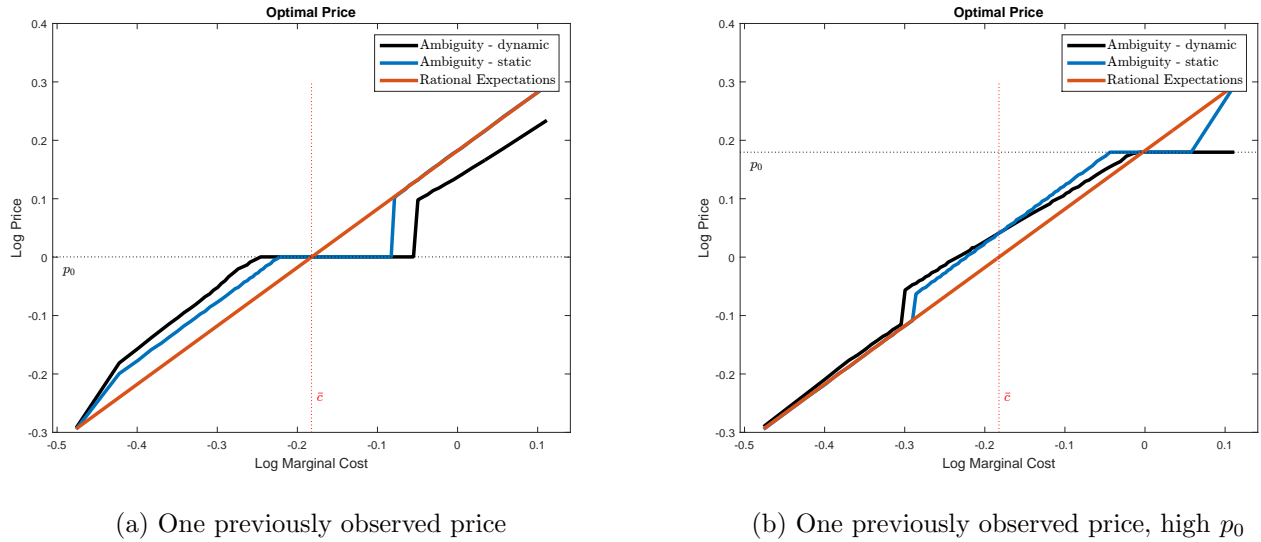 Optimal Price
0.4
Ambiguity - dynamic
Ambiguity - static
Rational Expectations
0.3
0.2
0.1
0
-0.1
-0.2
-0.3
Log Price
p₀
c̄
-0.5 -0.4 -0.3 -0.2 -0.1 0 0.1
Log Marginal Cost
(a) One previously observed price
Optimal Price
0.4
Ambiguity - dynamic
Ambiguity - static
Rational Expectations
0.3
0.2
0.1
0
-0.1
-0.2
-0.3
Log Price
p₀
c̄
-0.5 -0.4 -0.3 -0.2 -0.1 0 0.1
Log Marginal Cost
(b) One previously observed price, high p₀